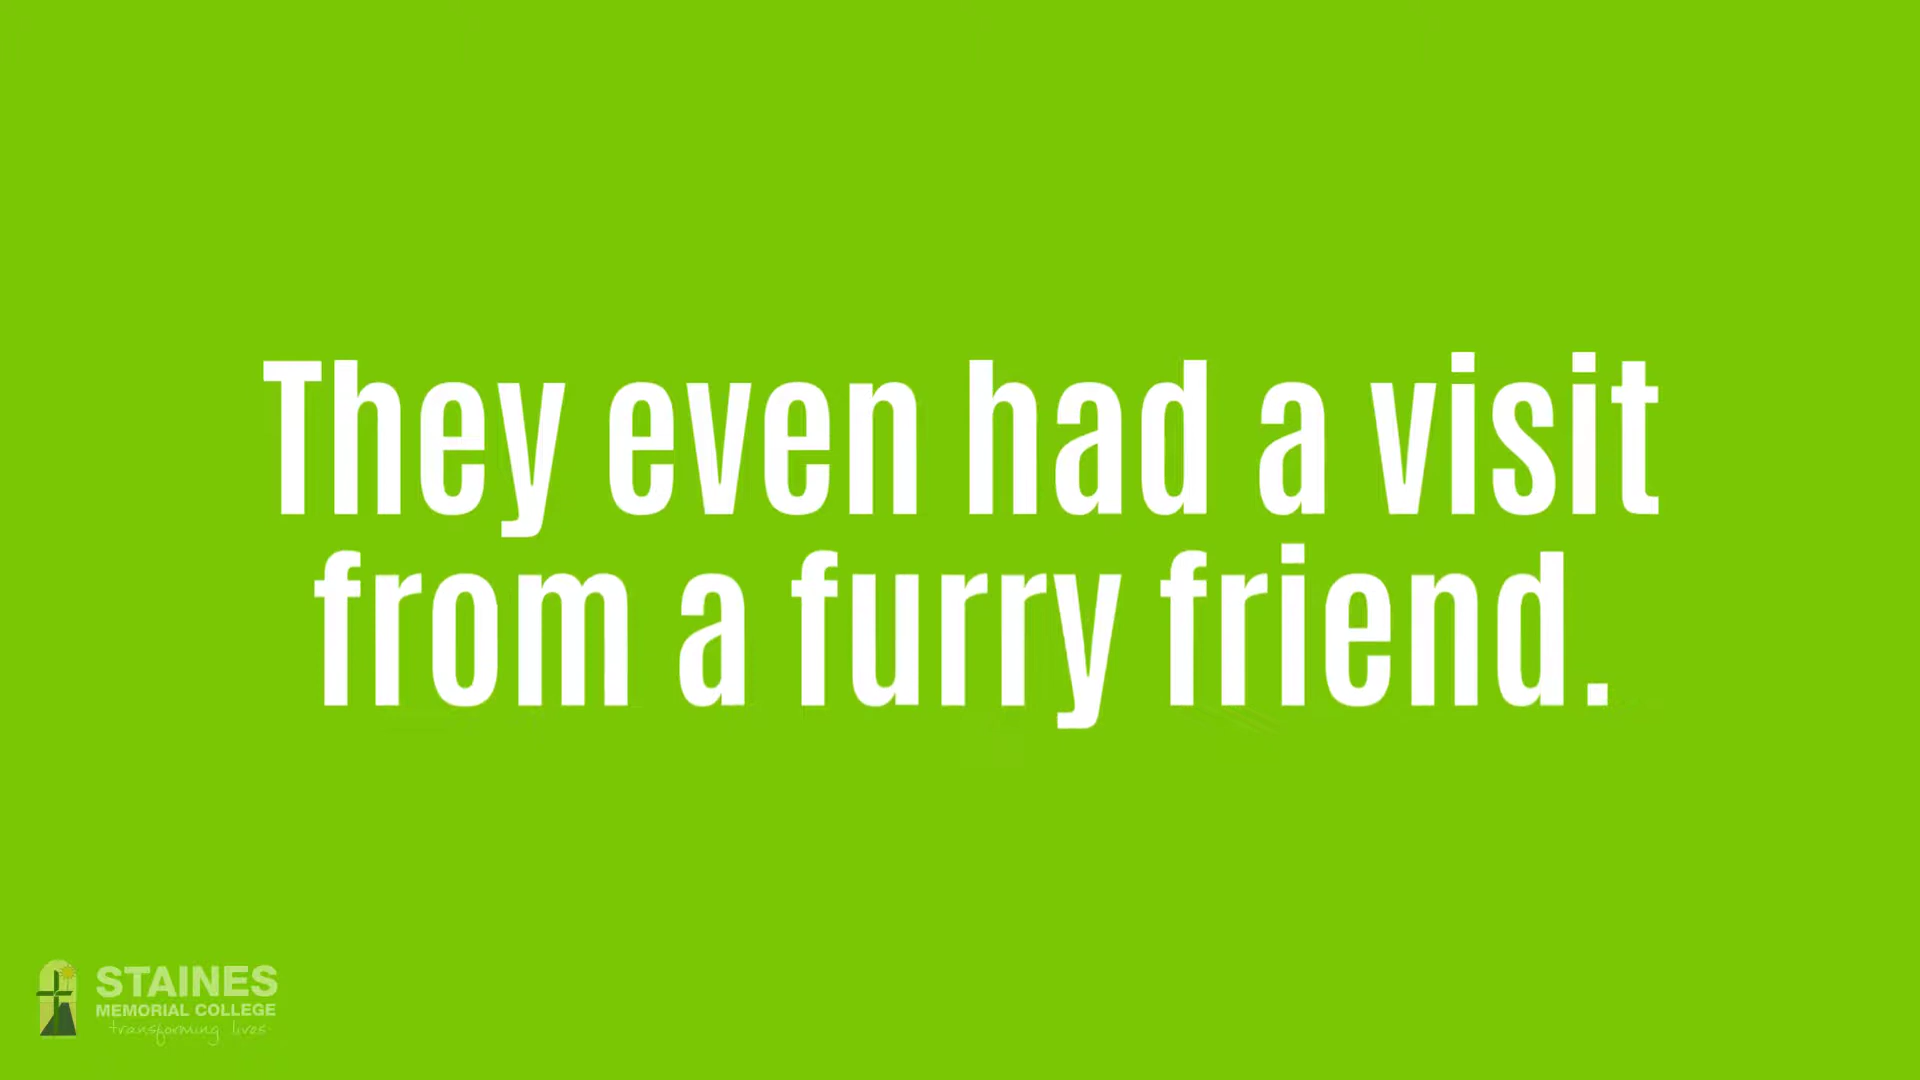 They even had a visit
from a furry friend.
STAINES
MEMORIAL COLLEGE
transforming lives